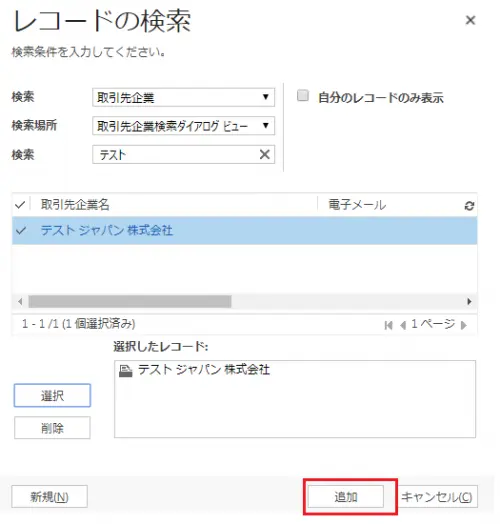 レコードの検索
検索条件を入力してください。
検索
取引先企業
自分のレコードのみ表示
検索場所
取引先企業検索ダイアログ ビュー
検索
テスト
取引先企業名
電子メール
テスト ジャパン 株式会社
1 - 1 /1 (1 個選択済み)
1 ページ
選択したレコード:
テスト ジャパン 株式会社
選択
削除
新規(N)
追加
キャンセル(C)